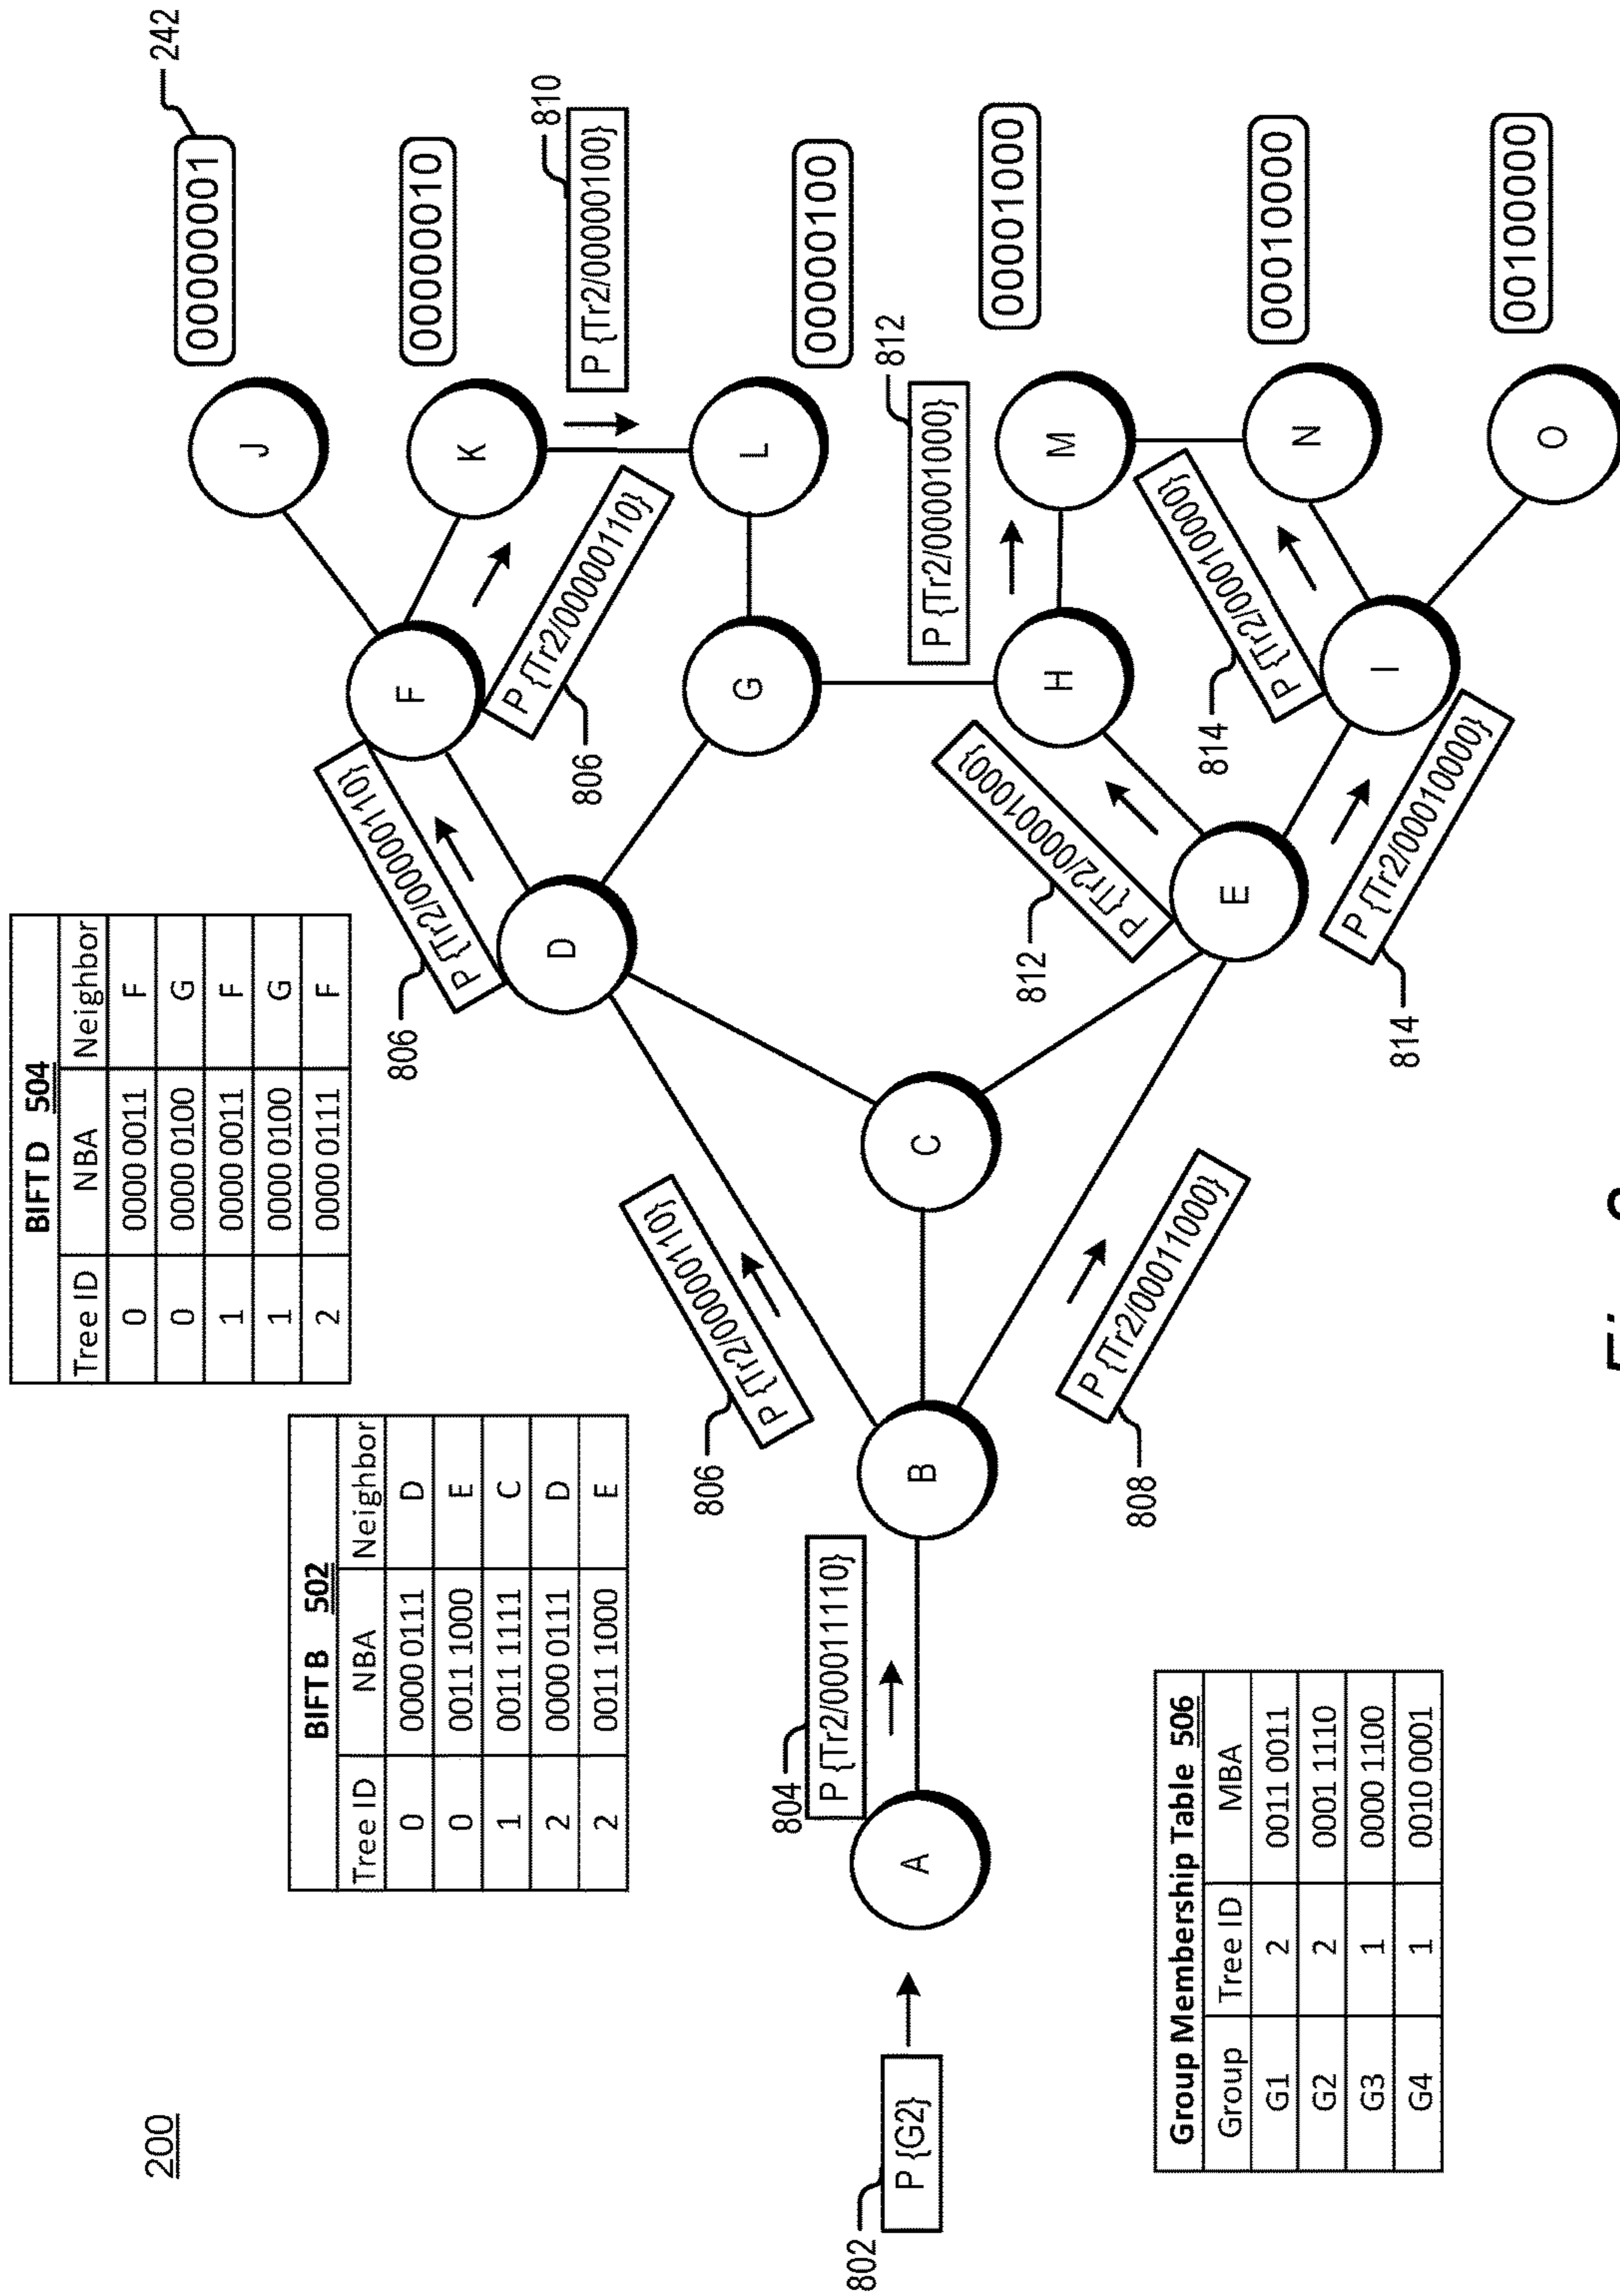 200
BIFT D 504
Tree ID NBA Neighbor
0 0000 0011 F
0 0000 0100 G
1 0000 0011 F
1 0000 0100 G
2 0000 0111 F
BIFT B 502
Tree ID NBA Neighbor
0 0000 0111 D
0 0011 1000 E
1 0011 1111 C
2 0000 0111 D
2 0011 1000 E
Group Membership Table 506
Group Tree ID MBA
G1 2 0011 0011
G2 2 0001 1110
G3 1 0000 1100
G4 1 0010 0001
802
P {G2}
A
804
P {Tr2/00011110}
B
806
P {Tr2/00000110}
808
P {Tr2/00011000}
C
D
E
806
P {Tr2/00000110}
812
P {Tr2/00001000}
814
P {Tr2/00010000}
F
G
H
I
806
P {Tr2/00000110}
812
P {Tr2/00001000}
814
P {Tr2/00010000}
J
K
L
M
N
O
810
P {Tr2/00000100}
242
00000001
00000010
00000100
00001000
00010000
00100000